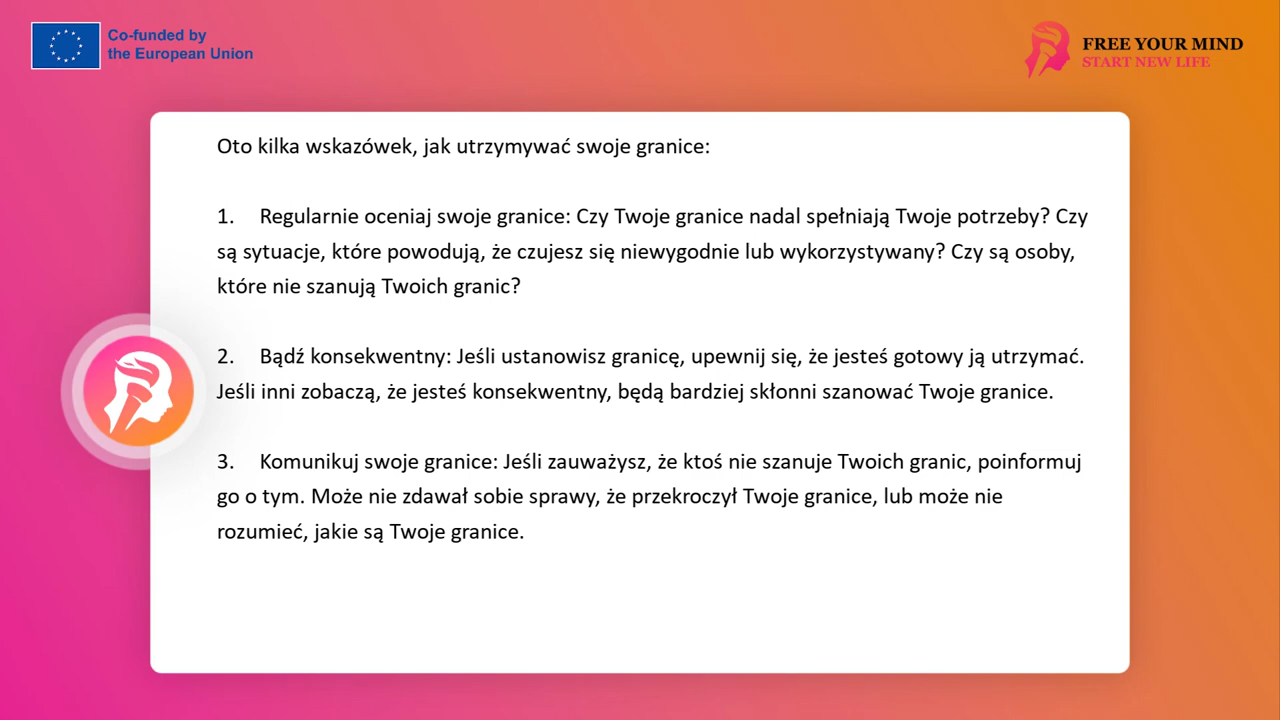 Co-funded by
the European Union
FREE YOUR MIND
START NEW LIFE
Oto kilka wskazówek, jak utrzymywać swoje granice:
1. Regularnie oceniaj swoje granice: Czy Twoje granice nadal spełniają Twoje potrzeby? Czy
są sytuacje, które powodują, że czujesz się niewygodnie lub wykorzystywany? Czy są osoby,
które nie szanują Twoich granic?
2. Bądź konsekwentny: Jeśli ustanowisz granicę, upewnij się, że jesteś gotowy ją utrzymać.
Jeśli inni zobaczą, że jesteś konsekwentny, będą bardziej skłonni szanować Twoje granice.
3. Komunikuj swoje granice: Jeśli zauważysz, że ktoś nie szanuje Twoich granic, poinformuj
go o tym. Może nie zdawał sobie sprawy, że przekroczył Twoje granice, lub może nie
rozumieć, jakie są Twoje granice.